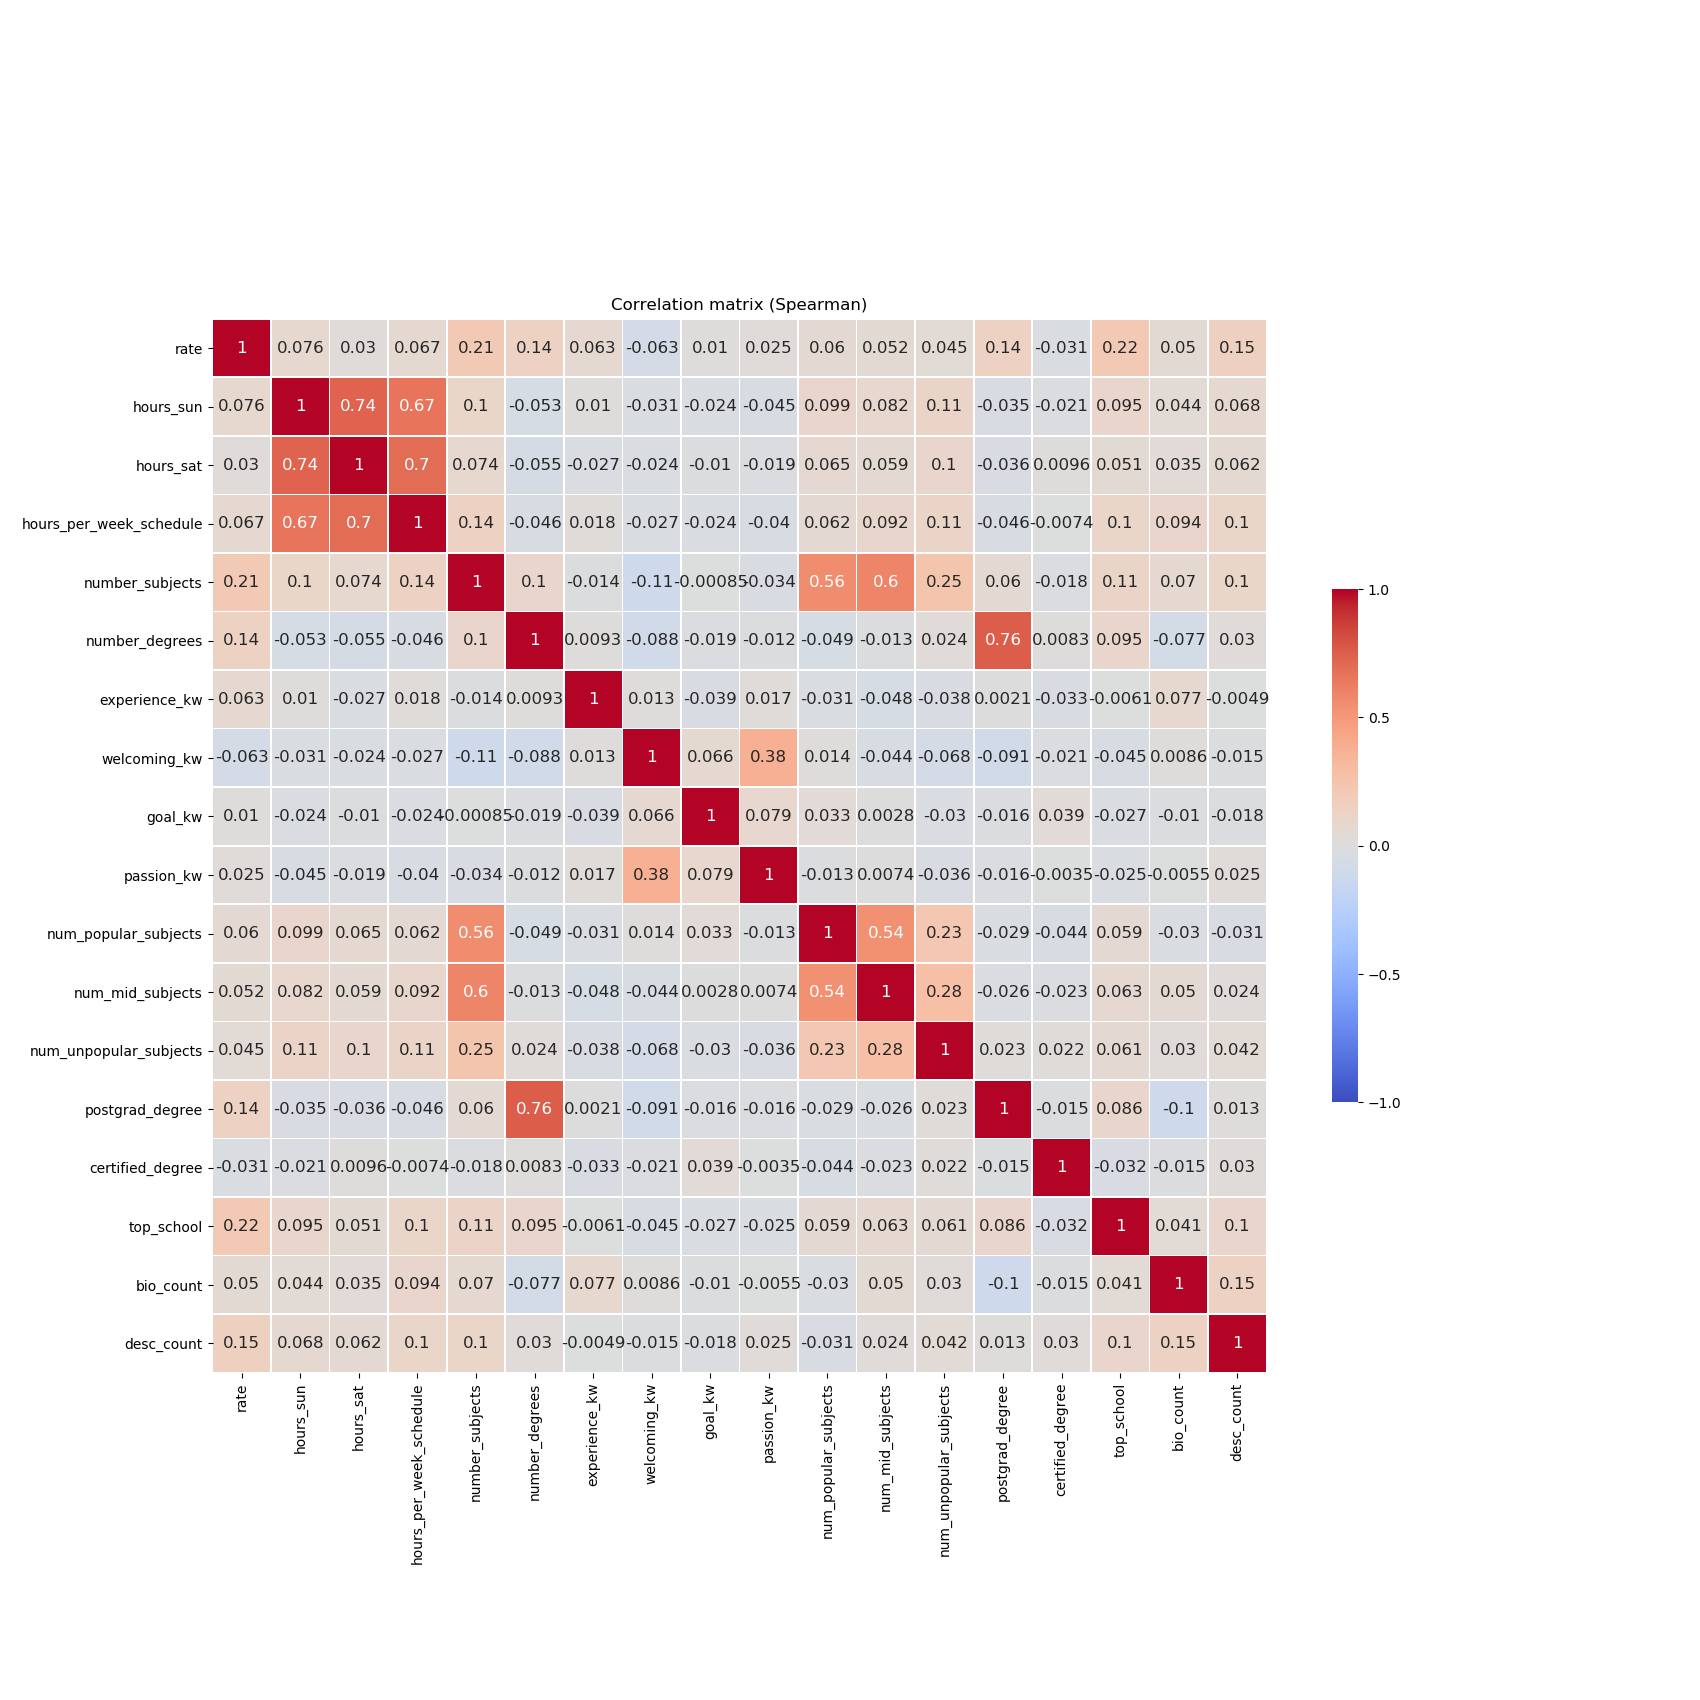 Correlation matrix (Spearman)
rate 1 0.076 0.03 0.067 0.21 0.14 0.063 -0.063 0.01 0.025 0.06 0.052 0.045 0.14 -0.031 0.22 0.05 0.15
hours_sun 0.076 1 0.74 0.67 0.1 -0.053 0.01 -0.031 -0.024 -0.045 0.099 0.082 0.11 -0.035 -0.021 0.095 0.044 0.068
hours_sat 0.03 0.74 1 0.7 0.074 -0.055 -0.027 -0.024 -0.01 -0.019 0.065 0.059 0.1 -0.036 0.0096 0.051 0.035 0.062
hours_per_week_schedule 0.067 0.67 0.7 1 0.14 -0.046 0.018 -0.027 -0.024 -0.04 0.062 0.092 0.11 -0.046 -0.0074 0.1 0.094 0.1
number_subjects 0.21 0.1 0.074 0.14 1 0.1 -0.014 -0.11 -0.00085 -0.034 0.56 0.6 0.25 0.06 -0.018 0.11 0.07 0.1
number_degrees 0.14 -0.053 -0.055 -0.046 0.1 1 0.0093 -0.088 -0.019 -0.012 -0.049 -0.013 0.024 0.76 0.0083 0.095 -0.077 0.03
experience_kw 0.063 0.01 -0.027 0.018 -0.014 0.0093 1 0.013 -0.039 0.017 -0.031 -0.048 -0.038 0.0021 -0.033 -0.0061 0.077 -0.0049
welcoming_kw -0.063 -0.031 -0.024 -0.027 -0.11 -0.088 0.013 1 0.066 0.38 0.014 -0.044 -0.068 -0.091 -0.021 -0.045 0.0086 -0.015
goal_kw 0.01 -0.024 -0.01 -0.024 -0.00085 -0.019 -0.039 0.066 1 0.079 0.033 0.0028 -0.03 -0.016 0.039 -0.027 -0.01 -0.018
passion_kw 0.025 -0.045 -0.019 -0.04 -0.034 -0.012 0.017 0.38 0.079 1 -0.013 0.0074 -0.036 -0.016 -0.0035 -0.025 -0.0055 0.025
num_popular_subjects 0.06 0.099 0.065 0.062 0.56 -0.049 -0.031 0.014 0.033 -0.013 1 0.54 0.23 -0.029 -0.044 0.059 -0.03 -0.031
num_mid_subjects 0.052 0.082 0.059 0.092 0.6 -0.013 -0.048 -0.044 0.0028 0.0074 0.54 1 0.28 -0.026 -0.023 0.063 0.05 0.024
num_unpopular_subjects 0.045 0.11 0.1 0.11 0.25 0.024 -0.038 -0.068 -0.03 -0.036 0.23 0.28 1 0.023 0.022 0.061 0.03 0.042
postgrad_degree 0.14 -0.035 -0.036 -0.046 0.06 0.76 0.0021 -0.091 -0.016 -0.016 -0.029 -0.026 0.023 1 -0.015 0.086 -0.1 0.013
certified_degree -0.031 -0.021 0.0096 -0.0074 -0.018 0.0083 -0.033 -0.021 0.039 -0.0035 -0.044 -0.023 0.022 -0.015 1 -0.032 -0.015 0.03
top_school 0.22 0.095 0.051 0.1 0.11 0.095 -0.0061 -0.045 -0.027 -0.025 0.059 0.063 0.061 0.086 -0.032 1 0.041 0.1
bio_count 0.05 0.044 0.035 0.094 0.07 -0.077 0.077 0.0086 -0.01 -0.0055 -0.03 0.05 0.03 -0.1 -0.015 0.041 1 0.15
desc_count 0.15 0.068 0.062 0.1 0.1 0.03 -0.0049 -0.015 -0.018 0.025 -0.031 0.024 0.042 0.013 0.03 0.1 0.15 1
rate
hours_sun
hours_sat
hours_per_week_schedule
number_subjects
number_degrees
experience_kw
welcoming_kw
goal_kw
passion_kw
num_popular_subjects
num_mid_subjects
num_unpopular_subjects
postgrad_degree
certified_degree
top_school
bio_count
desc_count
1.0
0.5
0.0
−0.5
−1.0